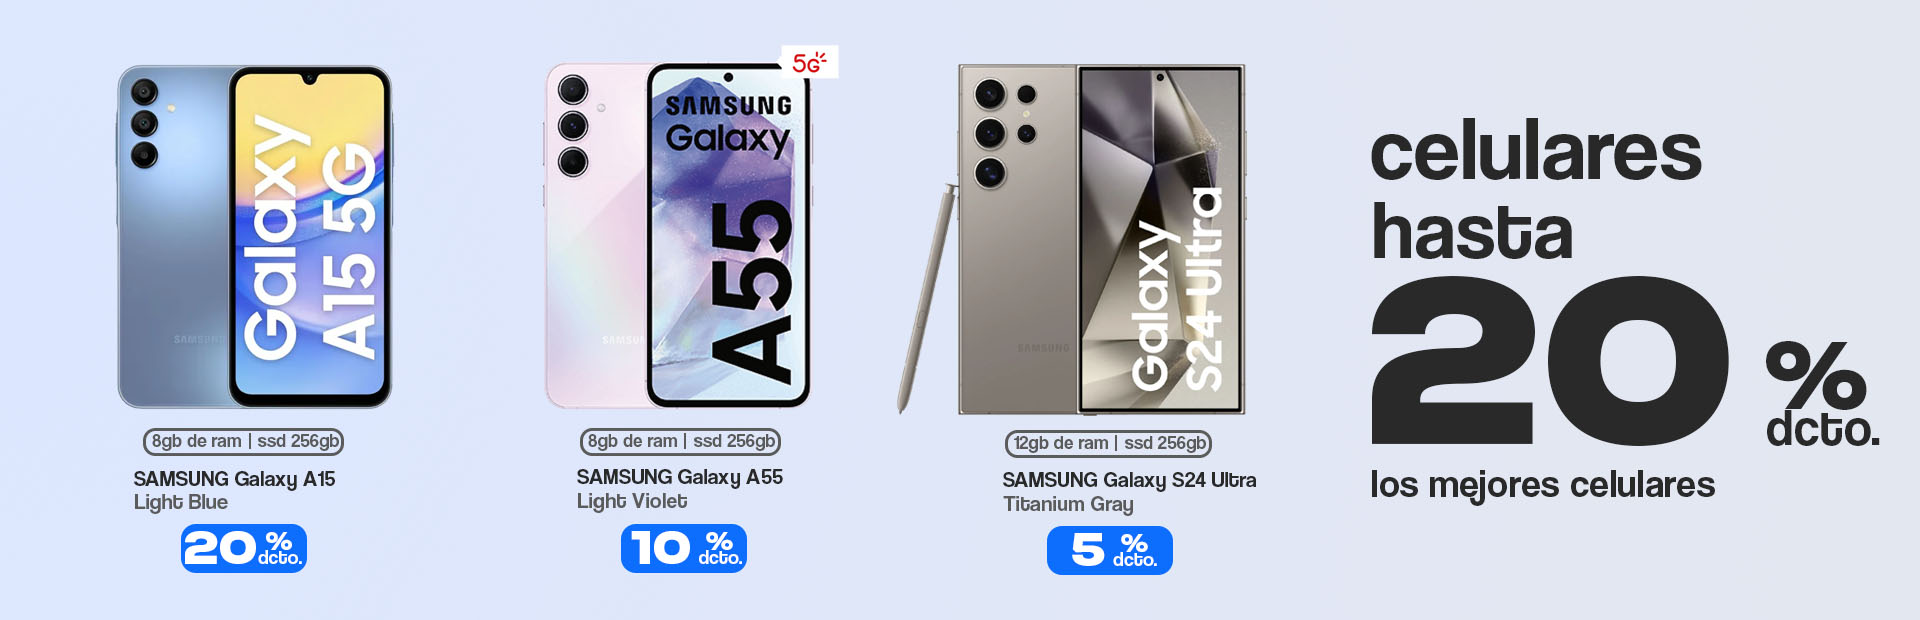 Galaxy
A15 5G
SAMSUNG
8gb de ram | ssd 256gb
SAMSUNG Galaxy A15
Light Blue
20 % dcto.
5G
SAMSUNG
Galaxy
A55
SAMSUNG
8gb de ram | ssd 256gb
SAMSUNG Galaxy A55
Light Violet
10 % dcto.
Galaxy
S24 Ultra
SAMSUNG
12gb de ram | ssd 256gb
SAMSUNG Galaxy S24 Ultra
Titanium Gray
5 % dcto.
celulares
hasta
20 % dcto.
los mejores celulares